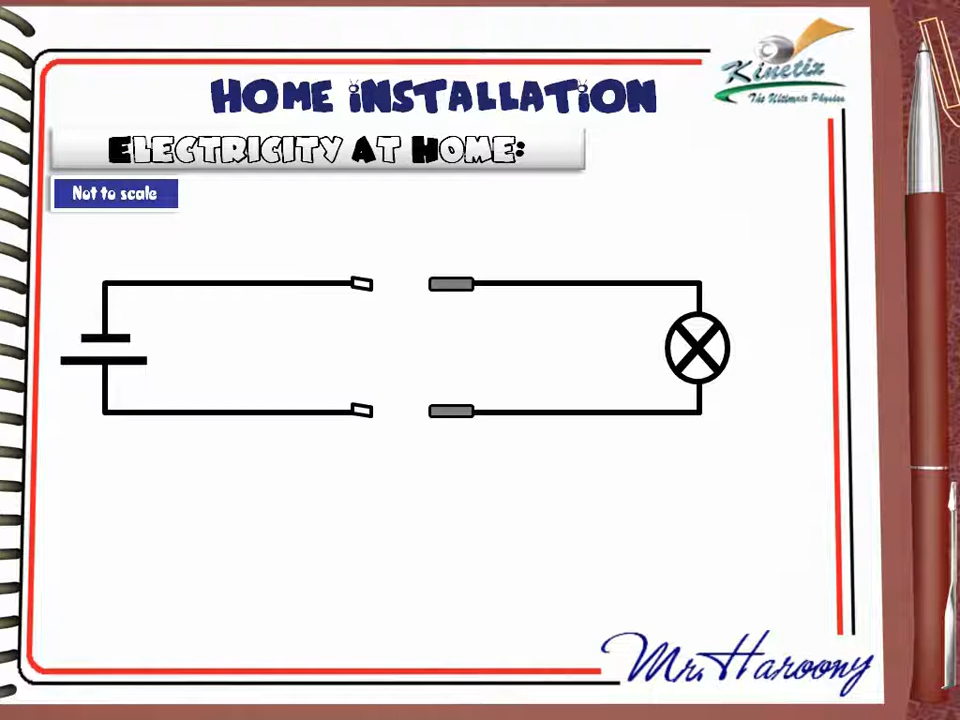 Kinetix
The Ultimate Physics
HOME INSTALLATION
ELECTRICITY AT HOME:
Not to scale
Mr. Haroony